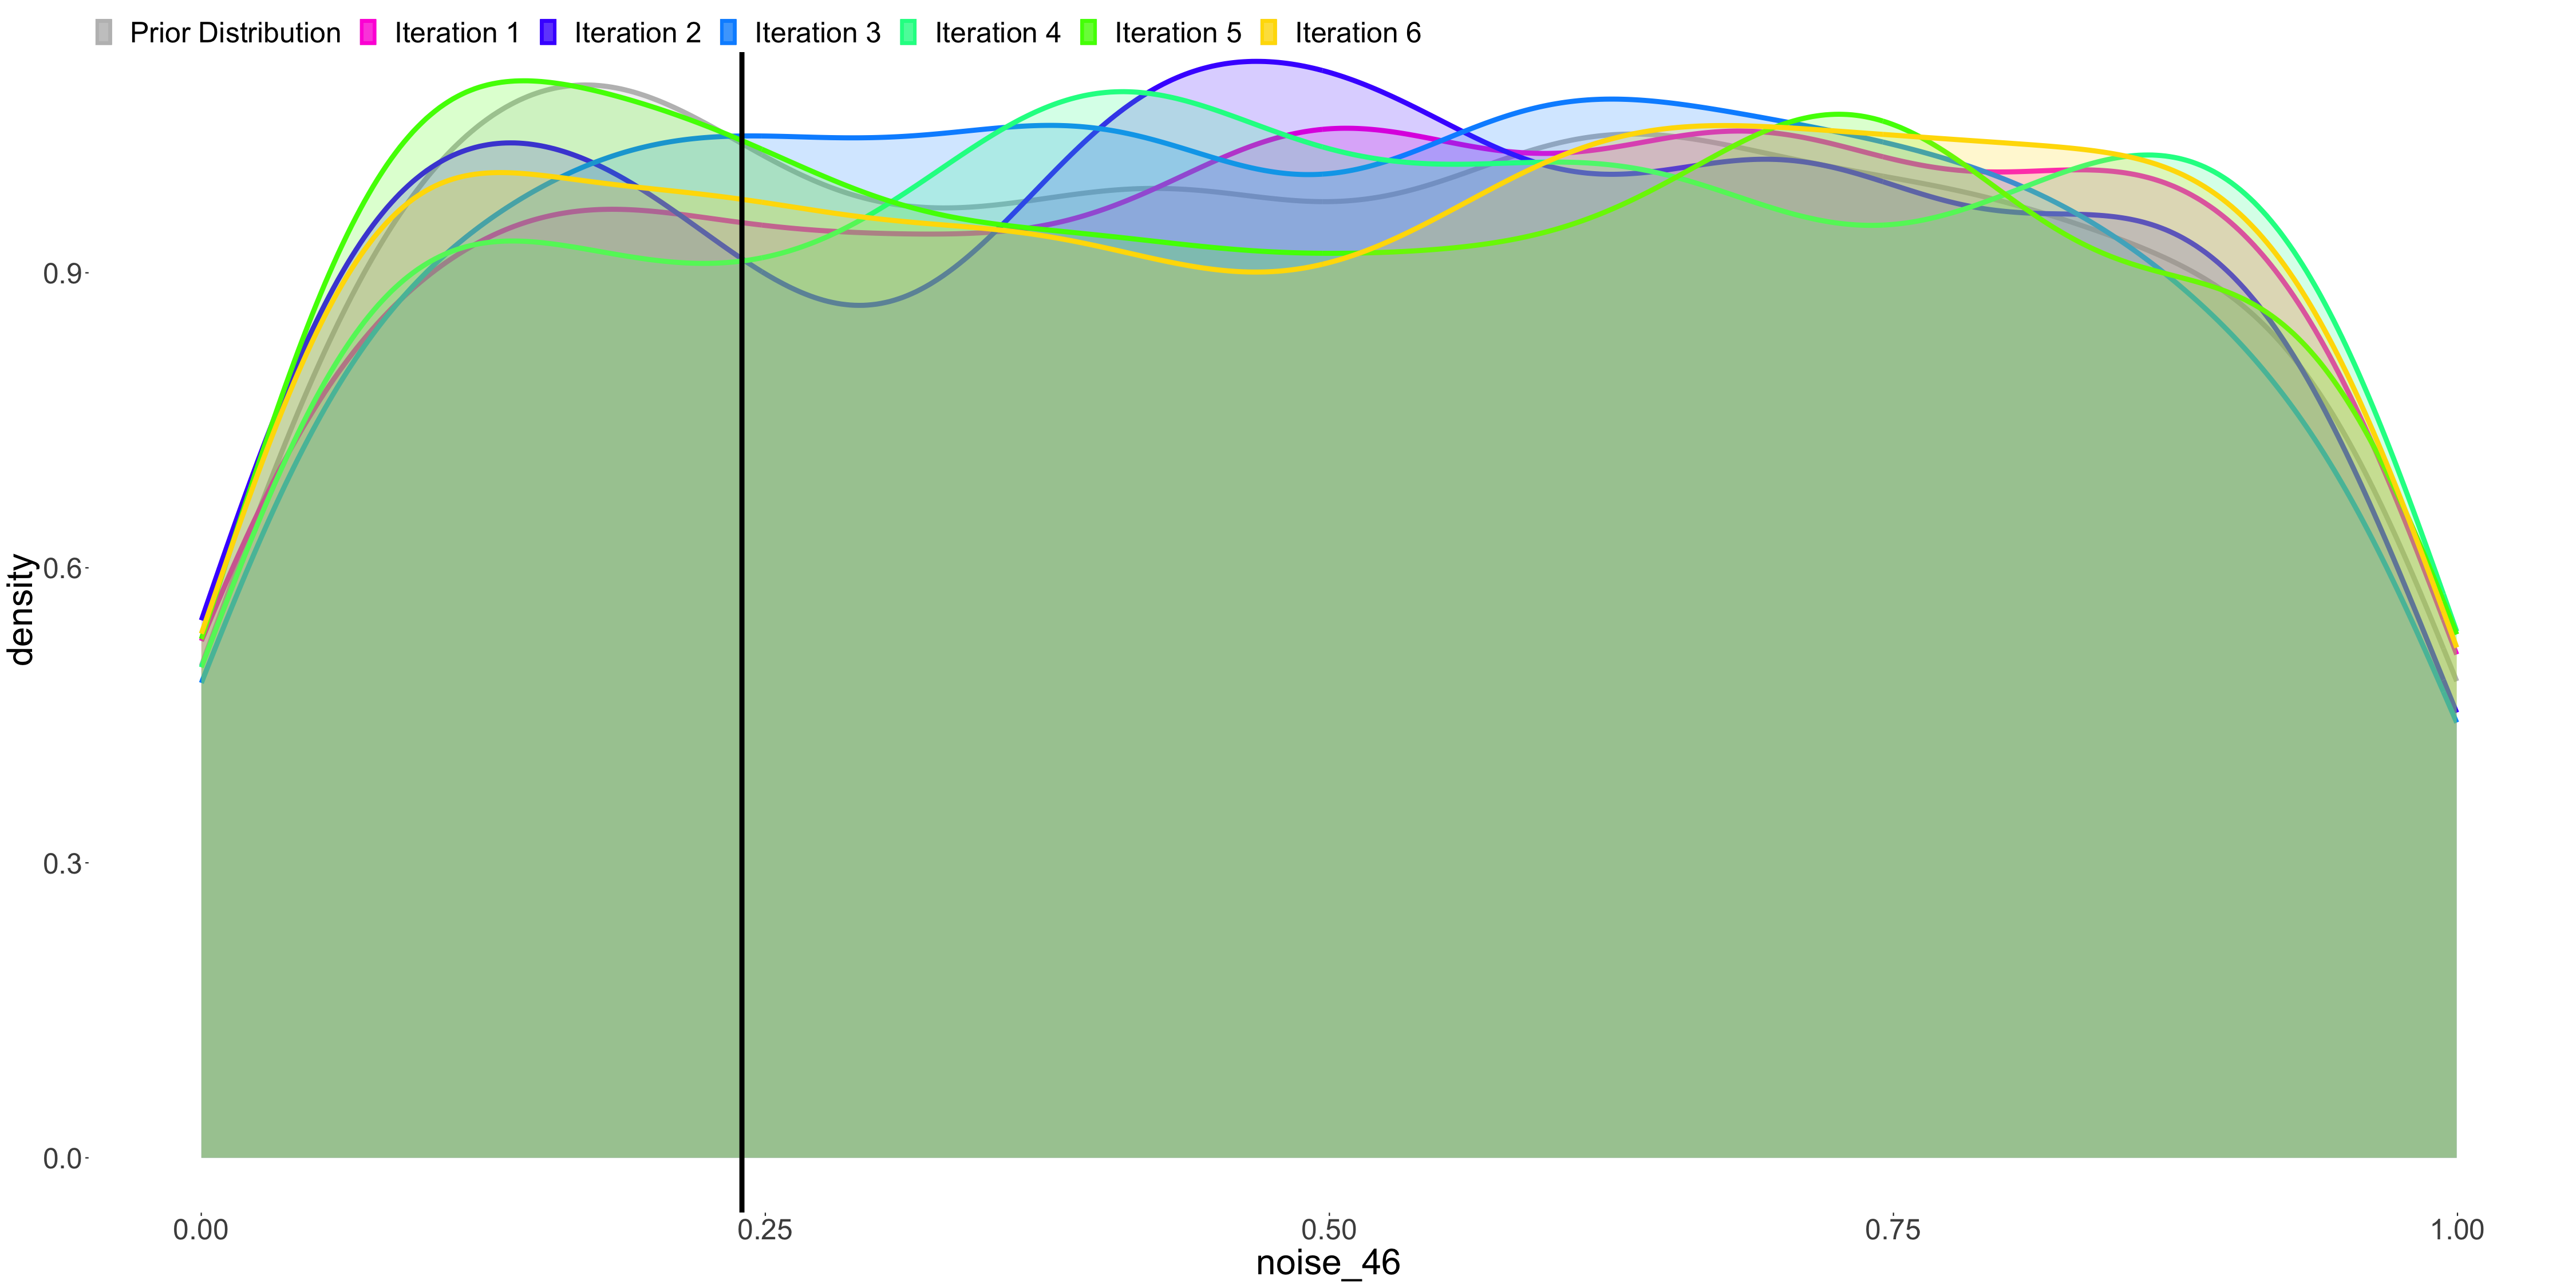 Prior Distribution Iteration 1 Iteration 2 Iteration 3 Iteration 4 Iteration 5 Iteration 6
density
0.9
0.6
0.3
0.0
0.00 0.25 0.50 0.75 1.00
noise_46